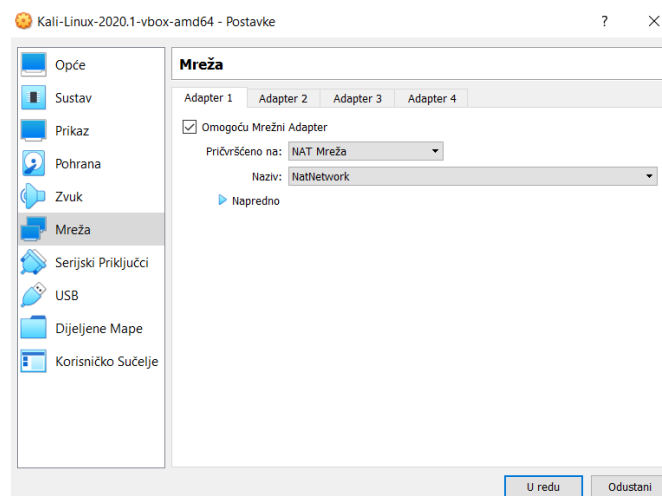 Kali-Linux-2020.1-vbox-amd64 - Postavke
?
Opće
Sustav
Prikaz
Pohrana
Zvuk
Mreža
Serijski Priključci
USB
Dijeljene Mape
Korisničko Sučelje
Mreža
Adapter 1 Adapter 2 Adapter 3 Adapter 4
Omogoću Mrežni Adapter
Pričvršćeno na: NAT Mreža
Naziv: NatNetwork
Napredno
U redu Odustani